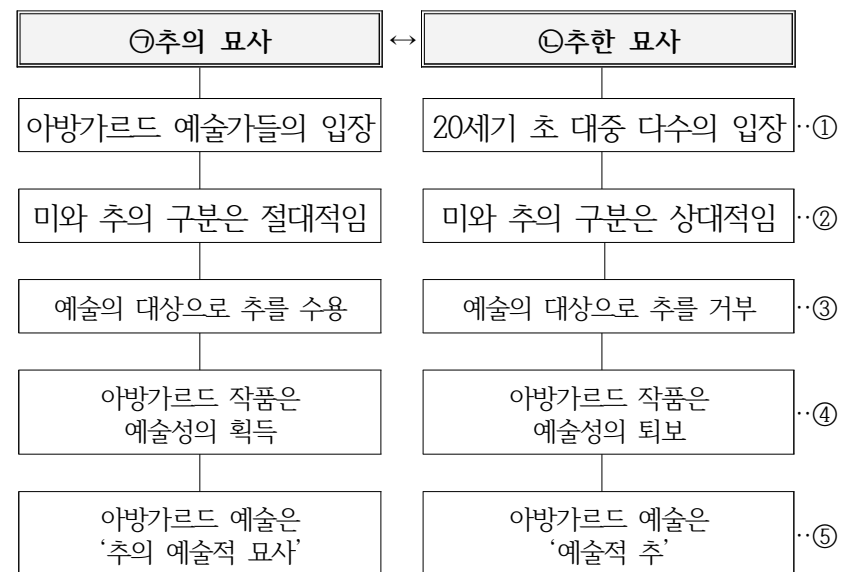 ㉠추의 묘사 ↔ ㉡추한 묘사
아방가르드 예술가들의 입장 20세기 초 대중 다수의 입장 ‥①
미와 추의 구분은 절대적임 미와 추의 구분은 상대적임 ‥②
예술의 대상으로 추를 수용 예술의 대상으로 추를 거부 ‥③
아방가르드 작품은 아방가르드 작품은
예술성의 획득 예술성의 퇴보 ‥④
아방가르드 예술은 아방가르드 예술은
‘추의 예술적 묘사’ ‘예술적 추’ ‥⑤